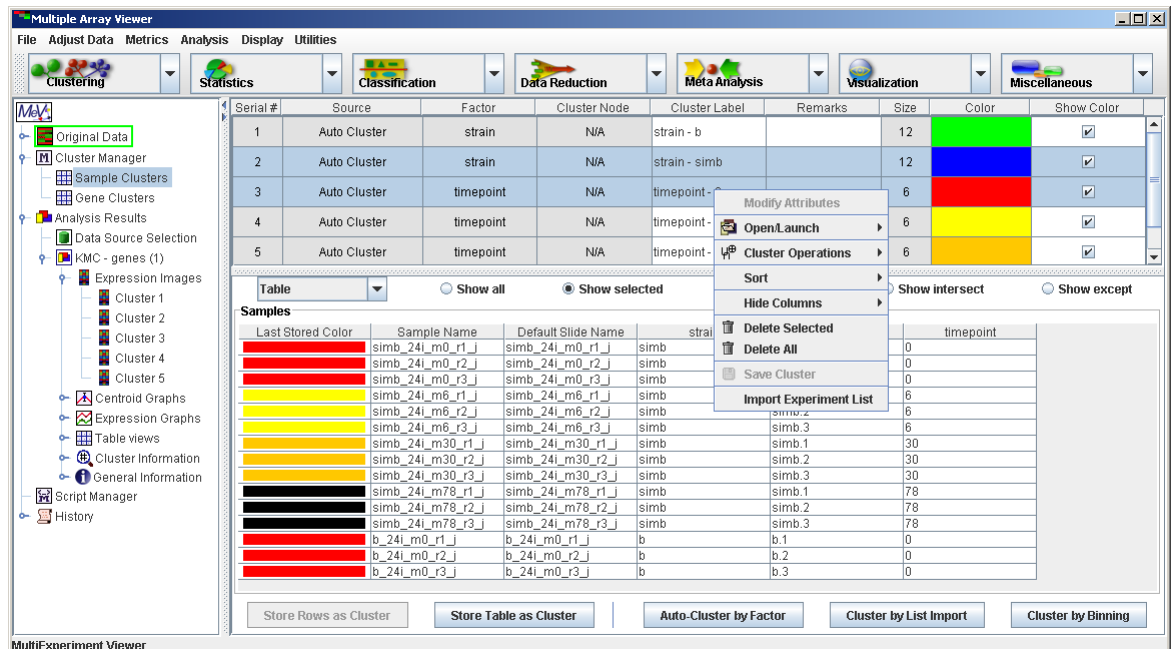 Multiple Array Viewer
File Adjust Data Metrics Analysis Display Utilities
Clustering Statistics Classification Data Reduction Meta Analysis Visualization Miscellaneous
MeV
Original Data
Cluster Manager
Sample Clusters
Gene Clusters
Analysis Results
Data Source Selection
KMC - genes (1)
Expression Images
Cluster 1
Cluster 2
Cluster 3
Cluster 4
Cluster 5
Centroid Graphs
Expression Graphs
Table views
Cluster Information
General Information
Script Manager
History
Serial # Source Factor Cluster Node Cluster Label Remarks Size Color Show Color
1 Auto Cluster strain N/A strain - b 12
2 Auto Cluster strain N/A strain - simb 12
3 Auto Cluster timepoint N/A timepoint - 6
4 Auto Cluster timepoint N/A timepoint - 6
5 Auto Cluster timepoint N/A timepoint - 6
Modify Attributes
Open/Launch
Cluster Operations
Sort
Hide Columns
Delete Selected
Delete All
Save Cluster
Import Experiment List
Table Show all Show selected Show intersect Show except
Samples
Last Stored Color Sample Name Default Slide Name strai timepoint
simb_24i_m0_r1_j simb_24i_m0_r1_j simb 0
simb_24i_m0_r2_j simb_24i_m0_r2_j simb 0
simb_24i_m0_r3_j simb_24i_m0_r3_j simb 0
simb_24i_m6_r1_j simb_24i_m6_r1_j simb 6
simb_24i_m6_r2_j simb_24i_m6_r2_j simb simb.2 6
simb_24i_m6_r3_j simb_24i_m6_r3_j simb simb.3 6
simb_24i_m30_r1_j simb_24i_m30_r1_j simb simb.1 30
simb_24i_m30_r2_j simb_24i_m30_r2_j simb simb.2 30
simb_24i_m30_r3_j simb_24i_m30_r3_j simb simb.3 30
simb_24i_m78_r1_j simb_24i_m78_r1_j simb simb.1 78
simb_24i_m78_r2_j simb_24i_m78_r2_j simb simb.2 78
simb_24i_m78_r3_j simb_24i_m78_r3_j simb simb.3 78
b_24i_m0_r1_j b_24i_m0_r1_j b b.1 0
b_24i_m0_r2_j b_24i_m0_r2_j b b.2 0
b_24i_m0_r3_j b_24i_m0_r3_j b b.3 0
Store Rows as Cluster Store Table as Cluster Auto-Cluster by Factor Cluster by List Import Cluster by Binning
MultiExperiment Viewer